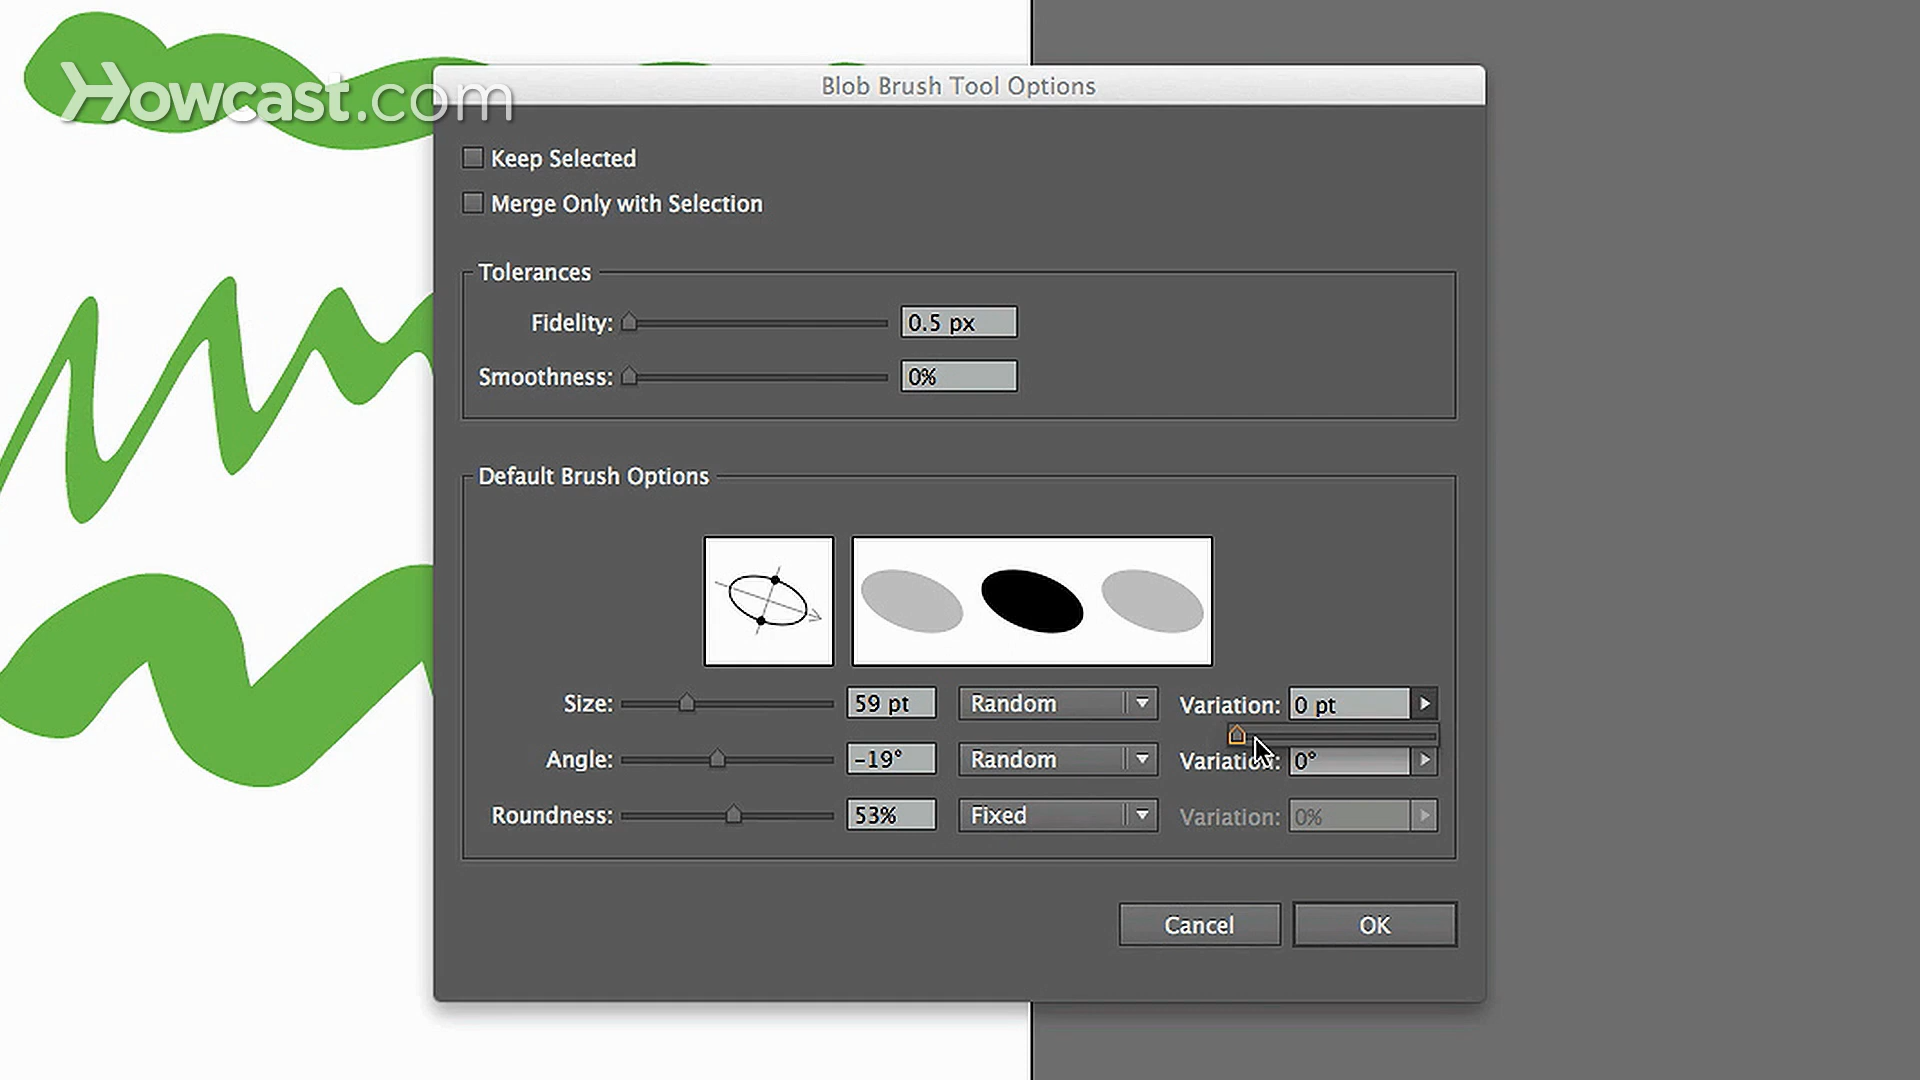 Howcast.com
Blob Brush Tool Options
Keep Selected
Merge Only with Selection
Tolerances
Fidelity: 0.5 px
Smoothness: 0%
Default Brush Options
Size: 59 pt Random Variation: 0 pt
Angle: -19° Random Variation: 0°
Roundness: 53% Fixed Variation: 0%
Cancel OK